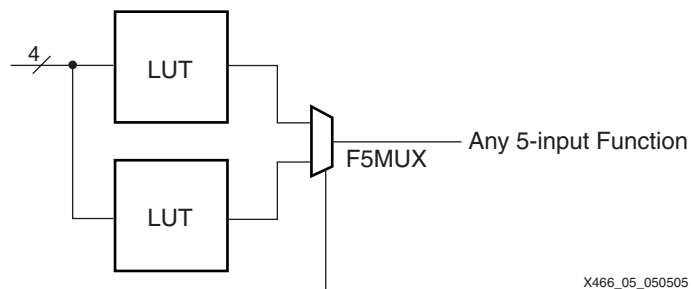 4
LUT
F5MUX
Any 5-input Function
LUT
X466_05_050505